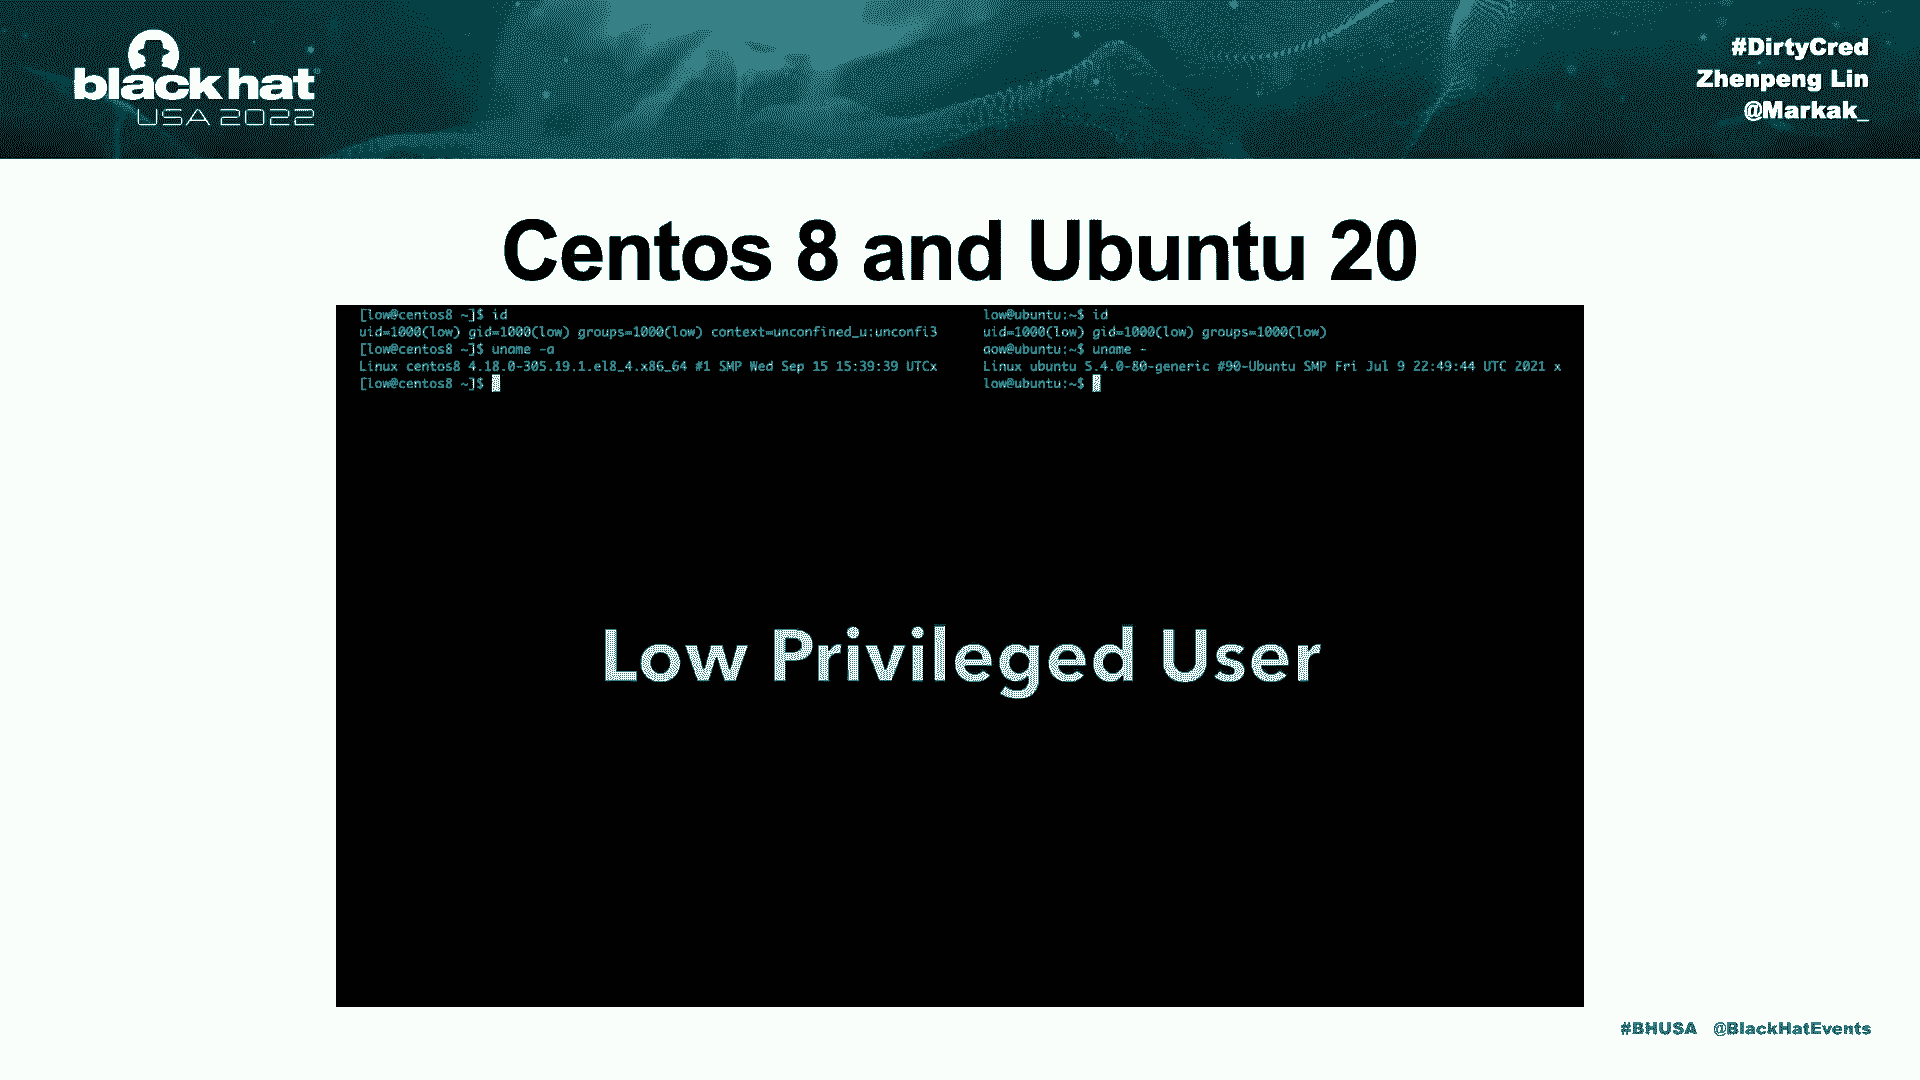 black hat
USA 2022
#DirtyCred
Zhenpeng Lin
@Markak_
Centos 8 and Ubuntu 20
[low@centos8 ~]$ id
uid=1000(low) gid=1000(low) groups=1000(low) context=unconfined_u:unconfi3
[low@centos8 ~]$ uname -a
Linux centos8 4.18.0-305.19.1.el8_4.x86_64 #1 SMP Wed Sep 15 15:39:39 UTCx
[low@centos8 ~]$
low@ubuntu:~$ id
uid=1000(low) gid=1000(low) groups=1000(low)
aow@ubuntu:~$ uname -
Linux ubuntu 5.4.0-80-generic #90-Ubuntu SMP Fri Jul 9 22:49:44 UTC 2021 x
low@ubuntu:~$
Low Privileged User
#BHUSA @BlackHatEvents